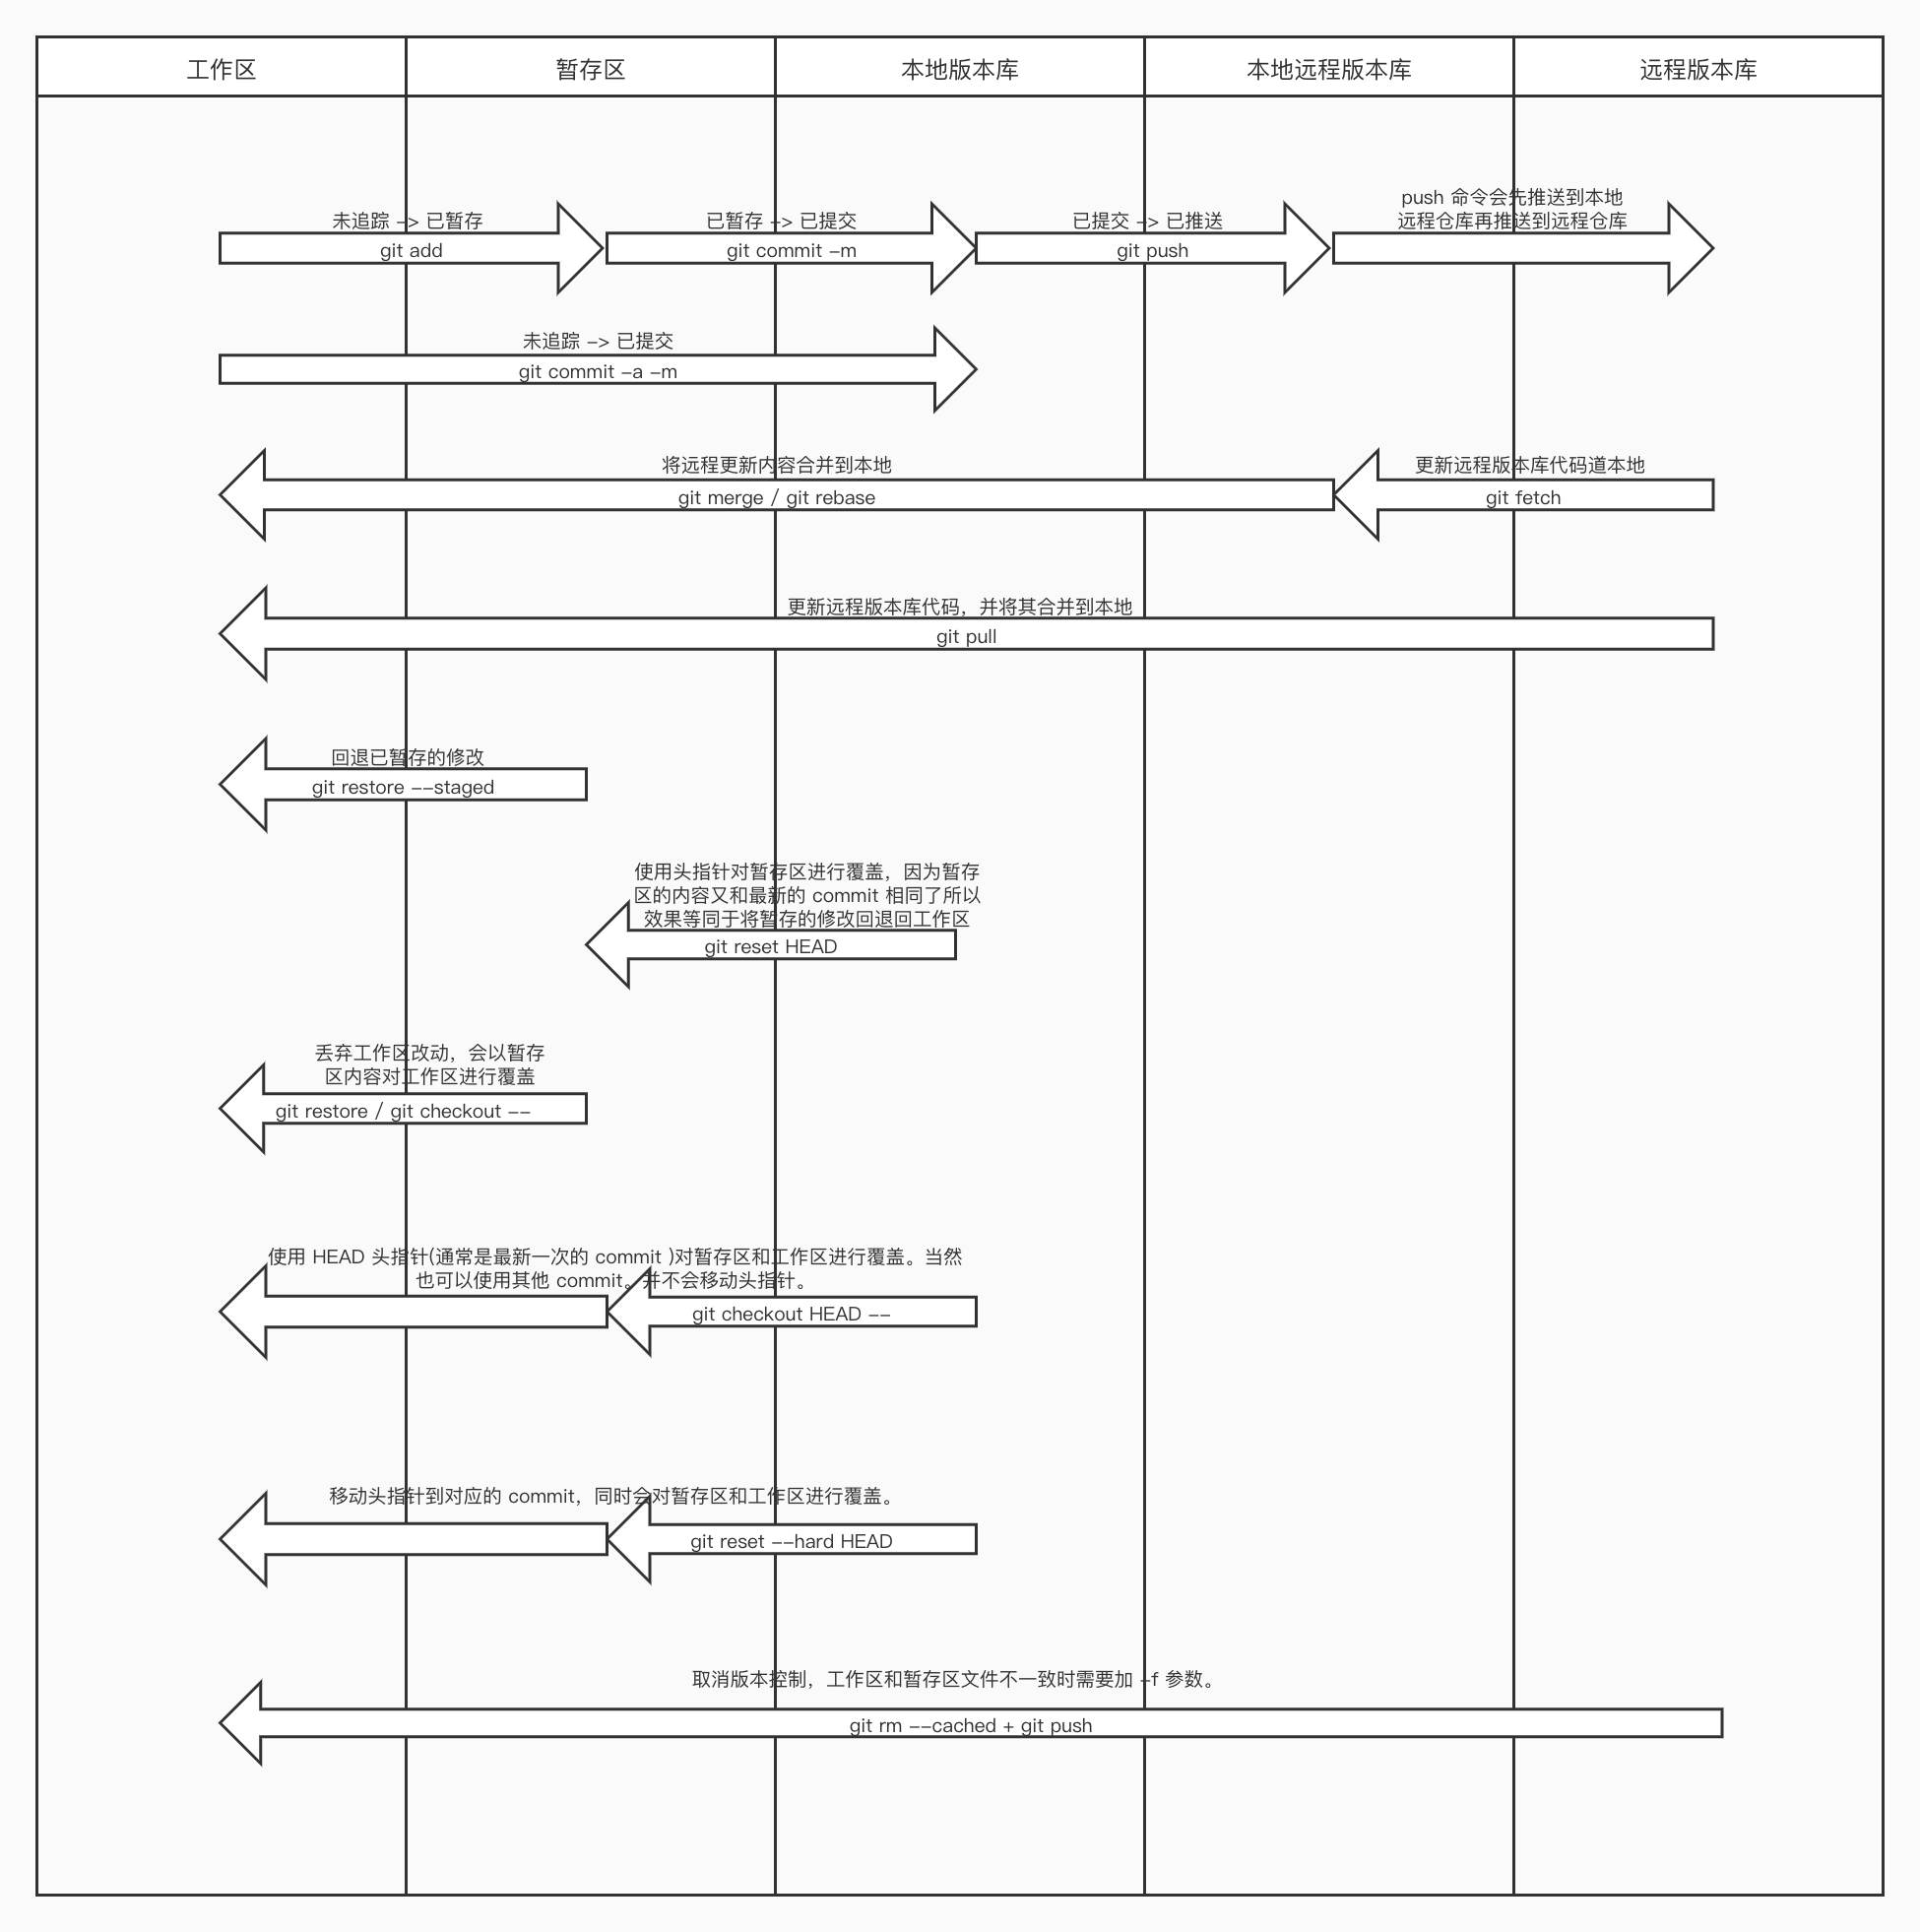 工作区
暂存区
本地版本库
本地远程版本库
远程版本库
未追踪 -> 已暂存
git add
已暂存 -> 已提交
git commit -m
已提交 -> 已推送
git push
push 命令会先推送到本地
远程仓库再推送到远程仓库
未追踪 -> 已提交
git commit -a -m
将远程更新内容合并到本地
git merge / git rebase
更新远程版本库代码道本地
git fetch
更新远程版本库代码，并将其合并到本地
git pull
回退已暂存的修改
git restore --staged
使用头指针对暂存区进行覆盖，因为暂存
区的内容又和最新的 commit 相同了所以
效果等同于将暂存的修改回退回工作区
git reset HEAD
丢弃工作区改动，会以暂存
区内容对工作区进行覆盖
git restore / git checkout --
使用 HEAD 头指针(通常是最新一次的 commit )对暂存区和工作区进行覆盖。当然
也可以使用其他 commit。并不会移动头指针。
git checkout HEAD --
移动头指针到对应的 commit，同时会对暂存区和工作区进行覆盖。
git reset --hard HEAD
取消版本控制，工作区和暂存区文件不一致时需要加 -f 参数。
git rm --cached + git push